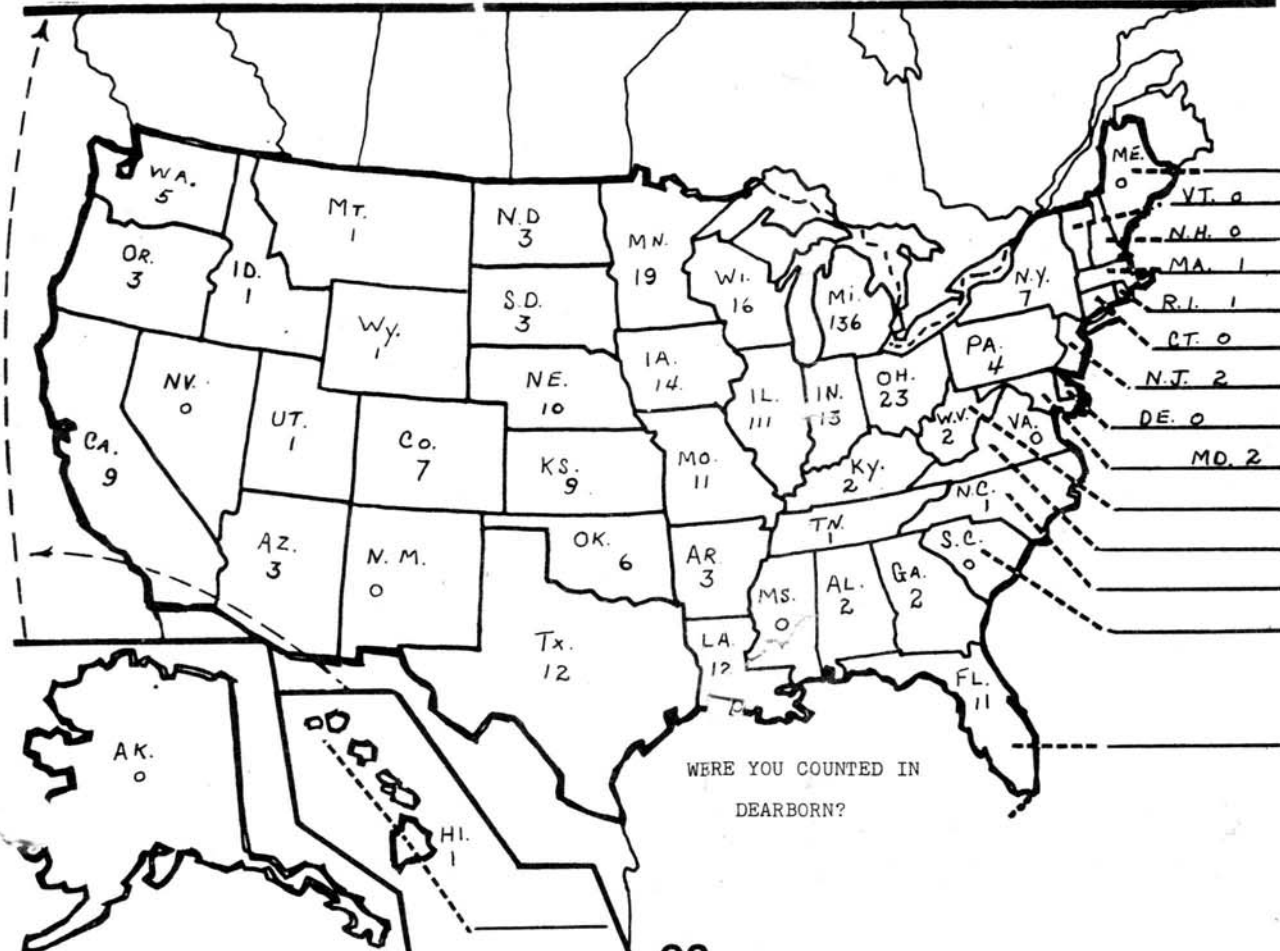 ME.
0
WA.
5
MT.
1
N.D
3
VT. 0
OR.
3
ID.
1
MN.
19
N.H. 0
WI.
16
Mi.
136
N.Y.
7
MA. 1
S.D.
3
R.I. 1
Wy.
1
CT. 0
IA.
14.
PA.
4
NV.
0
NE.
10
OH.
23
N.J. 2
UT.
1
IL.
111
IN.
13
W.V.
2
VA.
0
DE. 0
CA.
9
Co.
7
KS.
9
MO.
11
Ky.
2
MD. 2
N.C.
1
TN.
1
AZ.
3
N.M.
0
OK.
6
AR
3
S.C.
0
MS.
0
AL.
2
GA.
2
Tx.
12
LA.
12
FL.
11
AK.
0
HI.
1
WERE YOU COUNTED IN
DEARBORN?